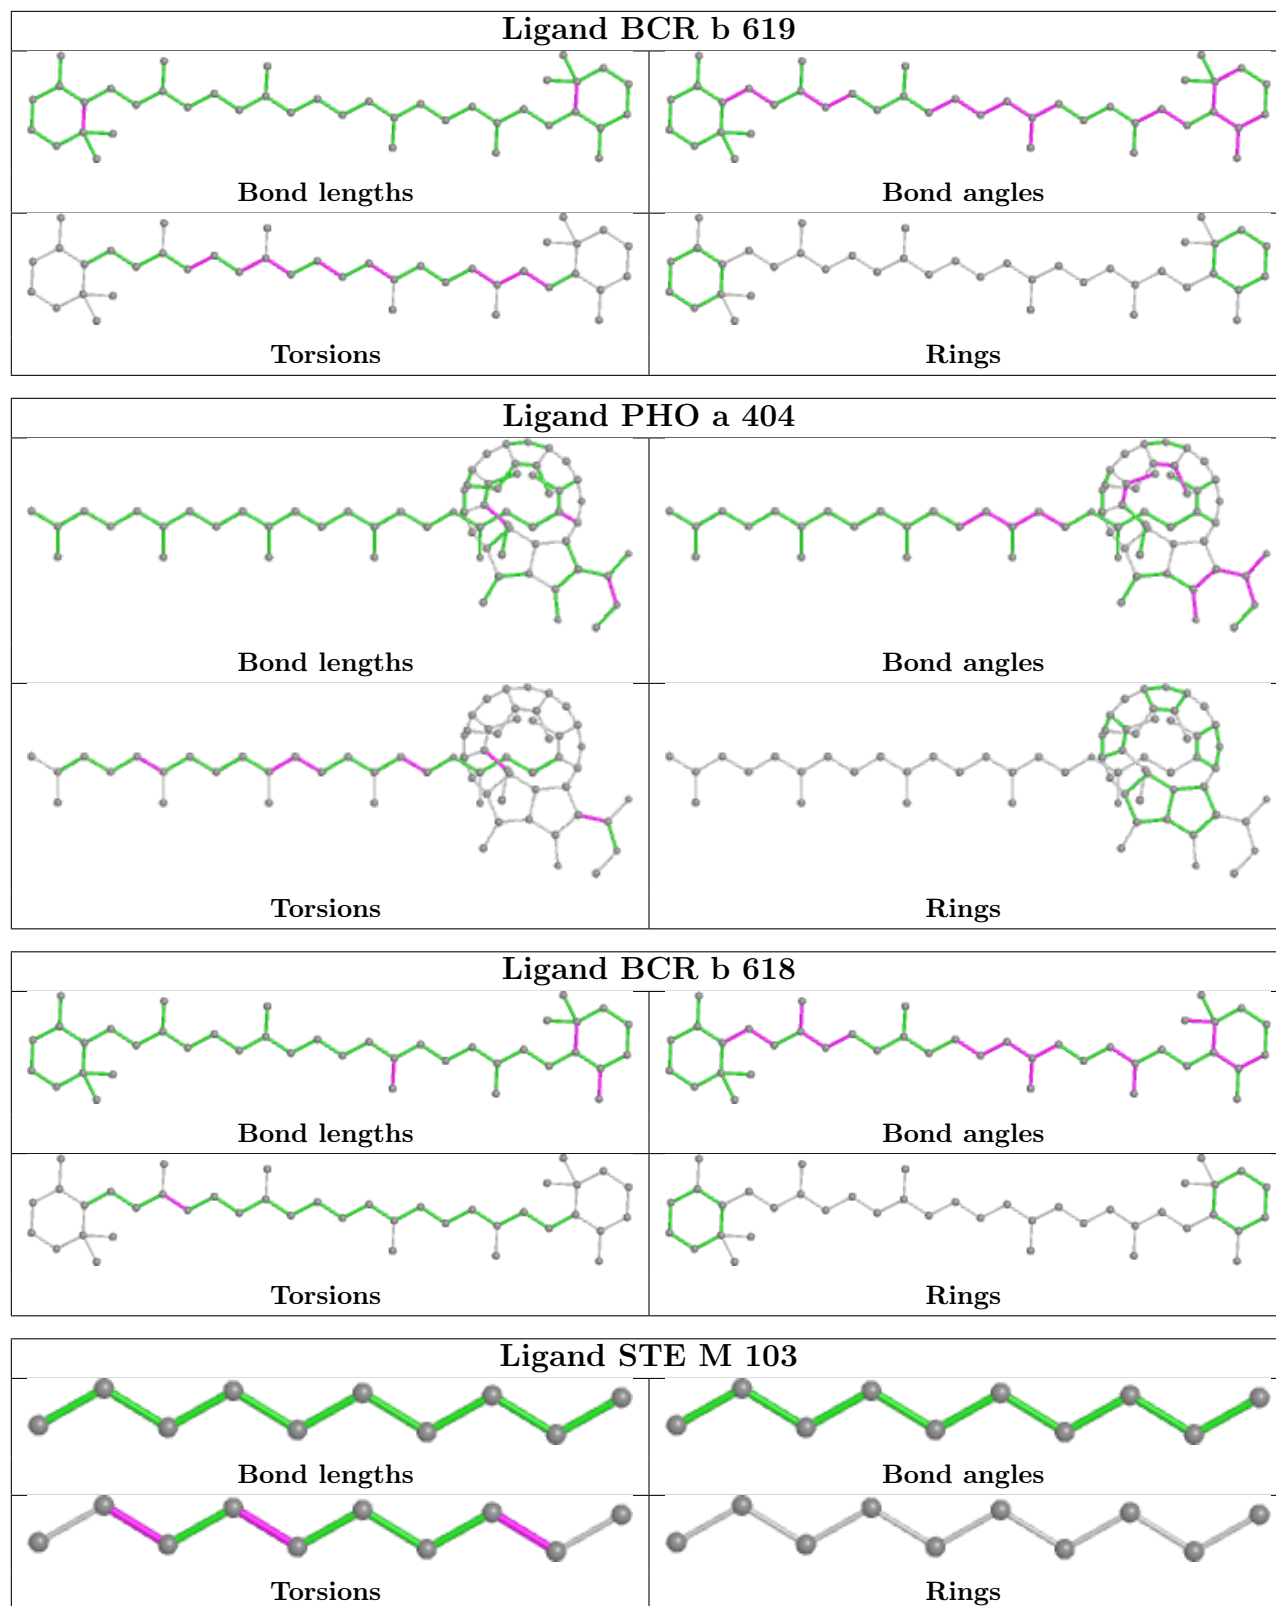 Ligand BCR b 619
Bond lengths
Bond angles
Torsions
Rings
Ligand PHO a 404
Bond lengths
Bond angles
Torsions
Rings
Ligand BCR b 618
Bond lengths
Bond angles
Torsions
Rings
Ligand STE M 103
Bond lengths
Bond angles
Torsions
Rings